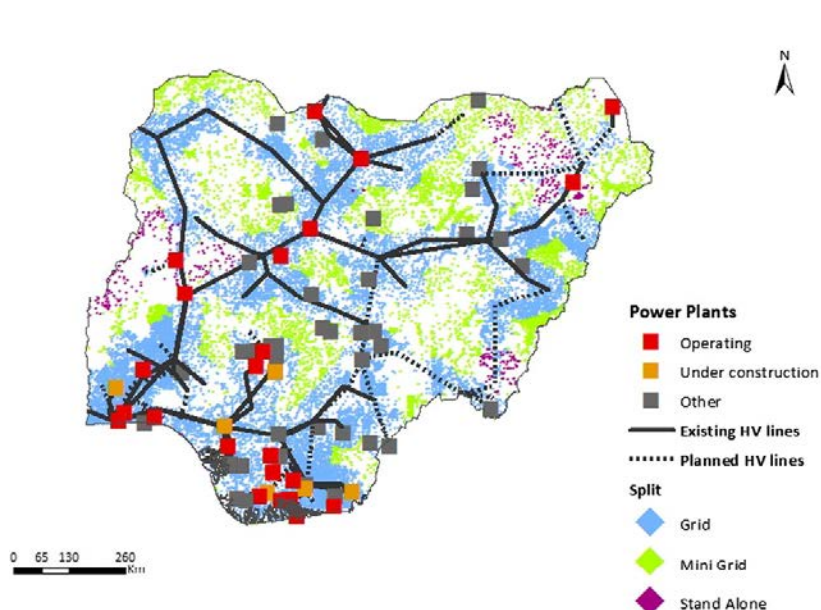 N
Power Plants
Operating
Under construction
Other
Existing HV lines
Planned HV lines
Split
Grid
Mini Grid
Stand Alone
0 65 130 260
Km